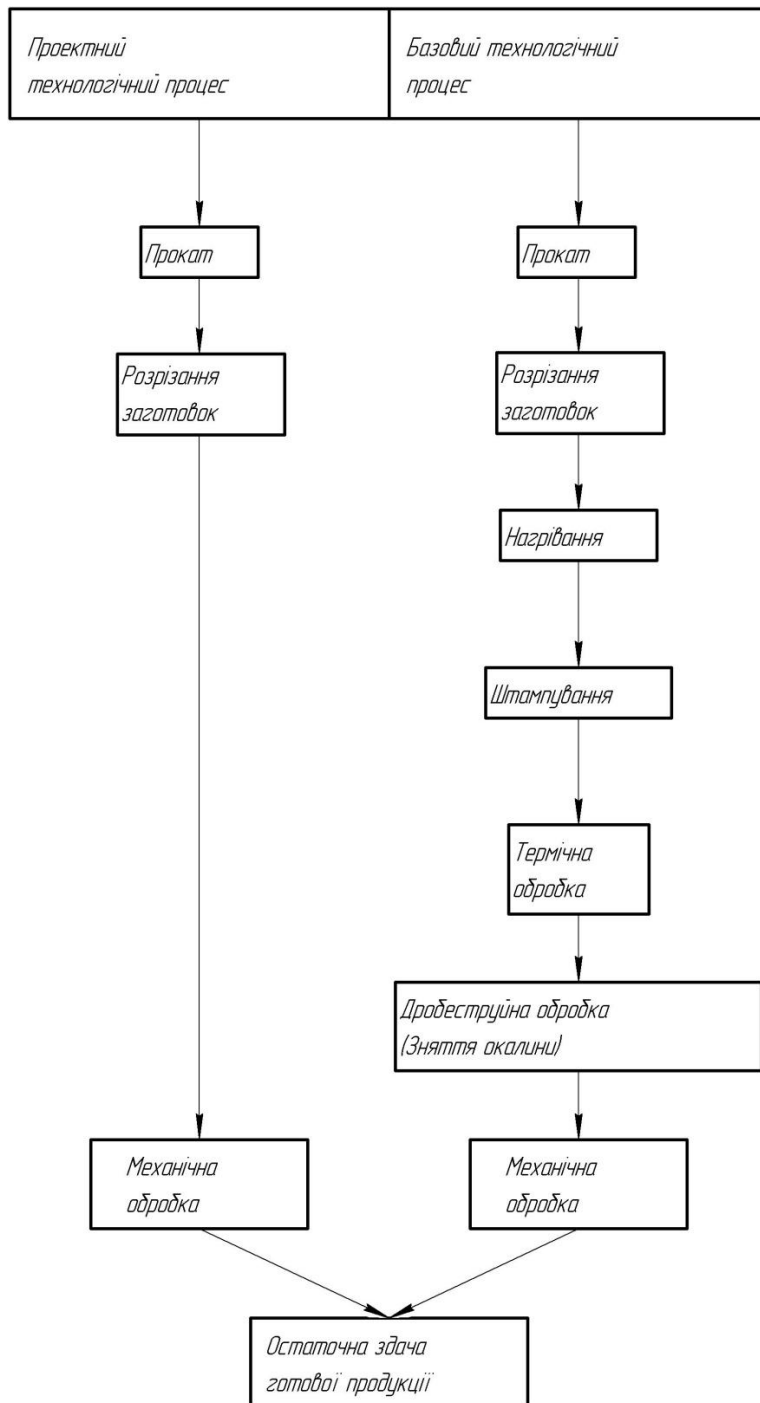 Проектний
технологічний процес
Базовий технологічний
процес
Прокат
Прокат
Розрізання
заготовок
Розрізання
заготовок
Нагрівання
Штампування
Термічна
обробка
Дробеструйна обробка
(Зняття окалини)
Механічна
обробка
Механічна
обробка
Остаточна здача
готової продукції